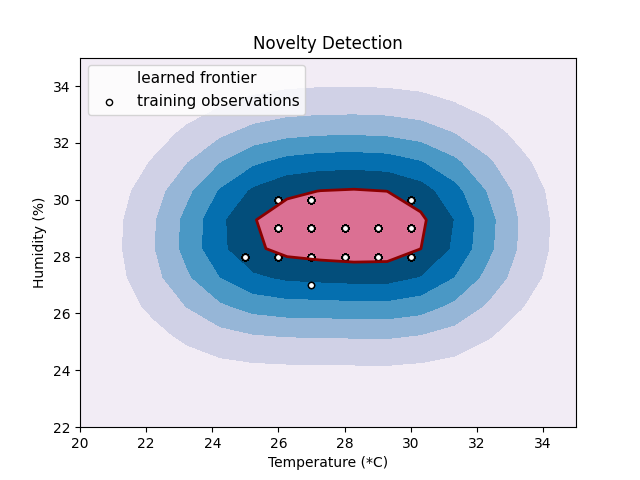 Novelty Detection
learned frontier
training observations
34
32
30
28
26
24
22
Humidity (%)
20 22 24 26 28 30 32 34
Temperature (*C)